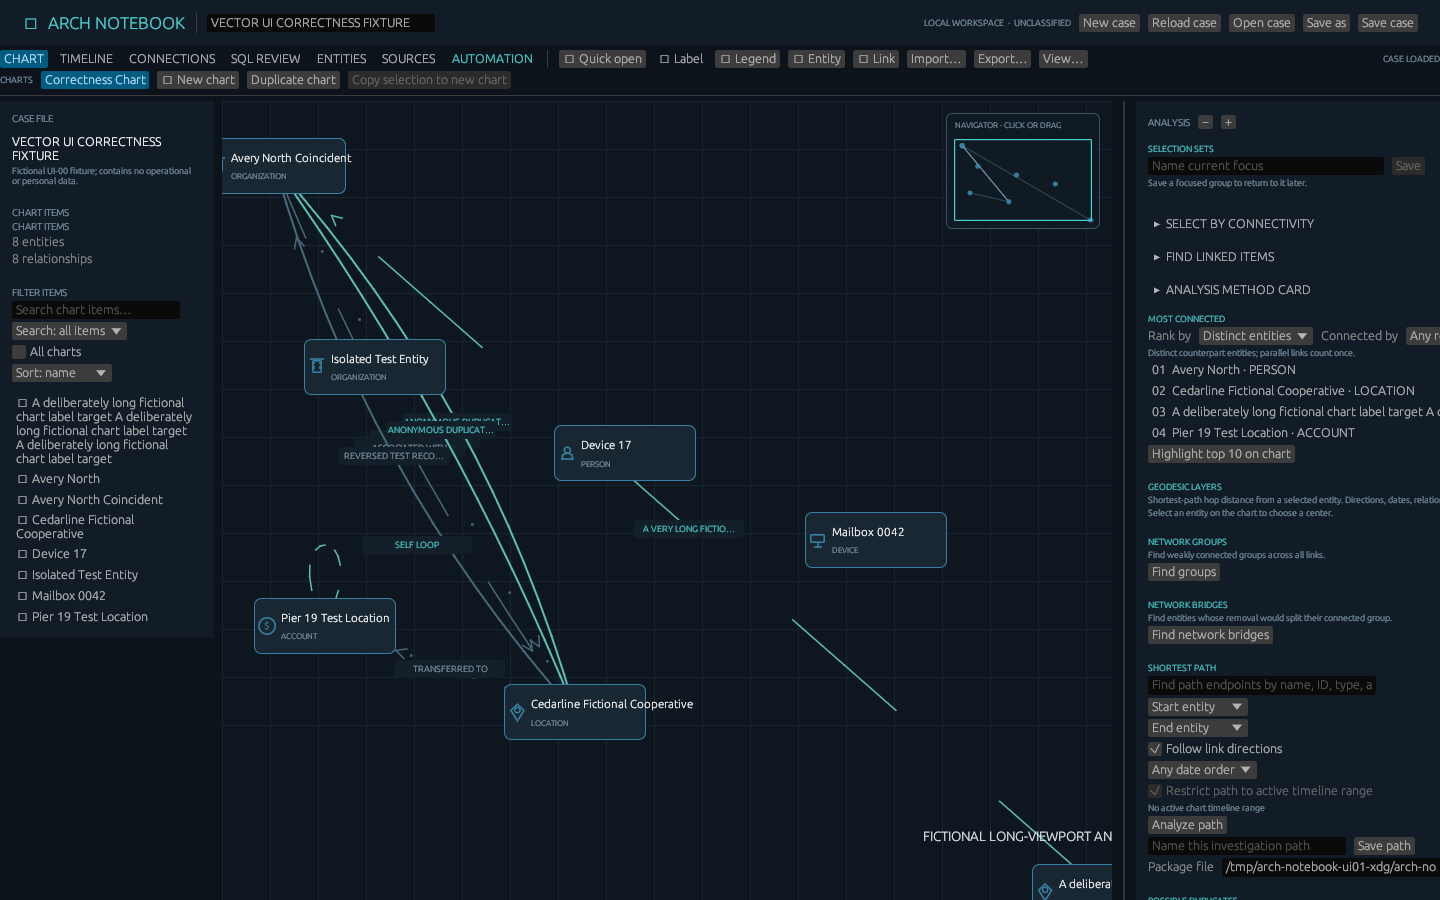 ARCH NOTEBOOK
VECTOR UI CORRECTNESS FIXTURE
LOCAL WORKSPACE · UNCLASSIFIED
New case
Reload case
Open case
Save as
Save case
CHART
TIMELINE
CONNECTIONS
SQL REVIEW
ENTITIES
SOURCES
AUTOMATION
Quick open
Label
Legend
Entity
Link
Import...
Export...
View...
CASE LOADED
CHARTS
Correctness Chart
New chart
Duplicate chart
Copy selection to new chart
CASE FILE
VECTOR UI CORRECTNESS
FIXTURE
Fictional UI-00 fixture; contains no operational
or personal data.
CHART ITEMS
CHART ITEMS
8 entities
8 relationships
FILTER ITEMS
Search chart items...
Search: all items
All charts
Sort: name
A deliberately long fictional
chart label target A deliberately
long fictional chart label target
A deliberately long fictional
chart label target
Avery North
Avery North Coincident
Cedarline Fictional
Cooperative
Device 17
Isolated Test Entity
Mailbox 0042
Pier 19 Test Location
Avery North Coincident
ORGANIZATION
Isolated Test Entity
ORGANIZATION
ANONYMOUS DUPLICAT...
ANONYMOUS DUPLICAT...
ASSOCIATED WITH
REVERSED TEST RECO...
Device 17
PERSON
A VERY LONG FICTIO...
Mailbox 0042
DEVICE
SELF LOOP
Pier 19 Test Location
ACCOUNT
TRANSFERRED TO
Cedarline Fictional Cooperative
LOCATION
FICTIONAL LONG-VIEWPORT AN
A deliberat
NAVIGATOR · CLICK OR DRAG
ANALYSIS
−
+
SELECTION SETS
Name current focus
Save
Save a focused group to return to it later.
SELECT BY CONNECTIVITY
FIND LINKED ITEMS
ANALYSIS METHOD CARD
MOST CONNECTED
Rank by
Distinct entities
Connected by
Any r
Distinct counterpart entities; parallel links count once.
01 Avery North · PERSON
02 Cedarline Fictional Cooperative · LOCATION
03 A deliberately long fictional chart label target A d
04 Pier 19 Test Location · ACCOUNT
Highlight top 10 on chart
GEODESIC LAYERS
Shortest-path hop distance from a selected entity. Directions, dates, relation
Select an entity on the chart to choose a center.
NETWORK GROUPS
Find weakly connected groups across all links.
Find groups
NETWORK BRIDGES
Find entities whose removal would split their connected group.
Find network bridges
SHORTEST PATH
Find path endpoints by name, ID, type, a
Start entity
End entity
Follow link directions
Any date order
Restrict path to active timeline range
No active chart timeline range
Analyze path
Name this investigation path
Save path
Package file
/tmp/arch-notebook-ui01-xdg/arch-no
POSSIBLE DUPLICATES